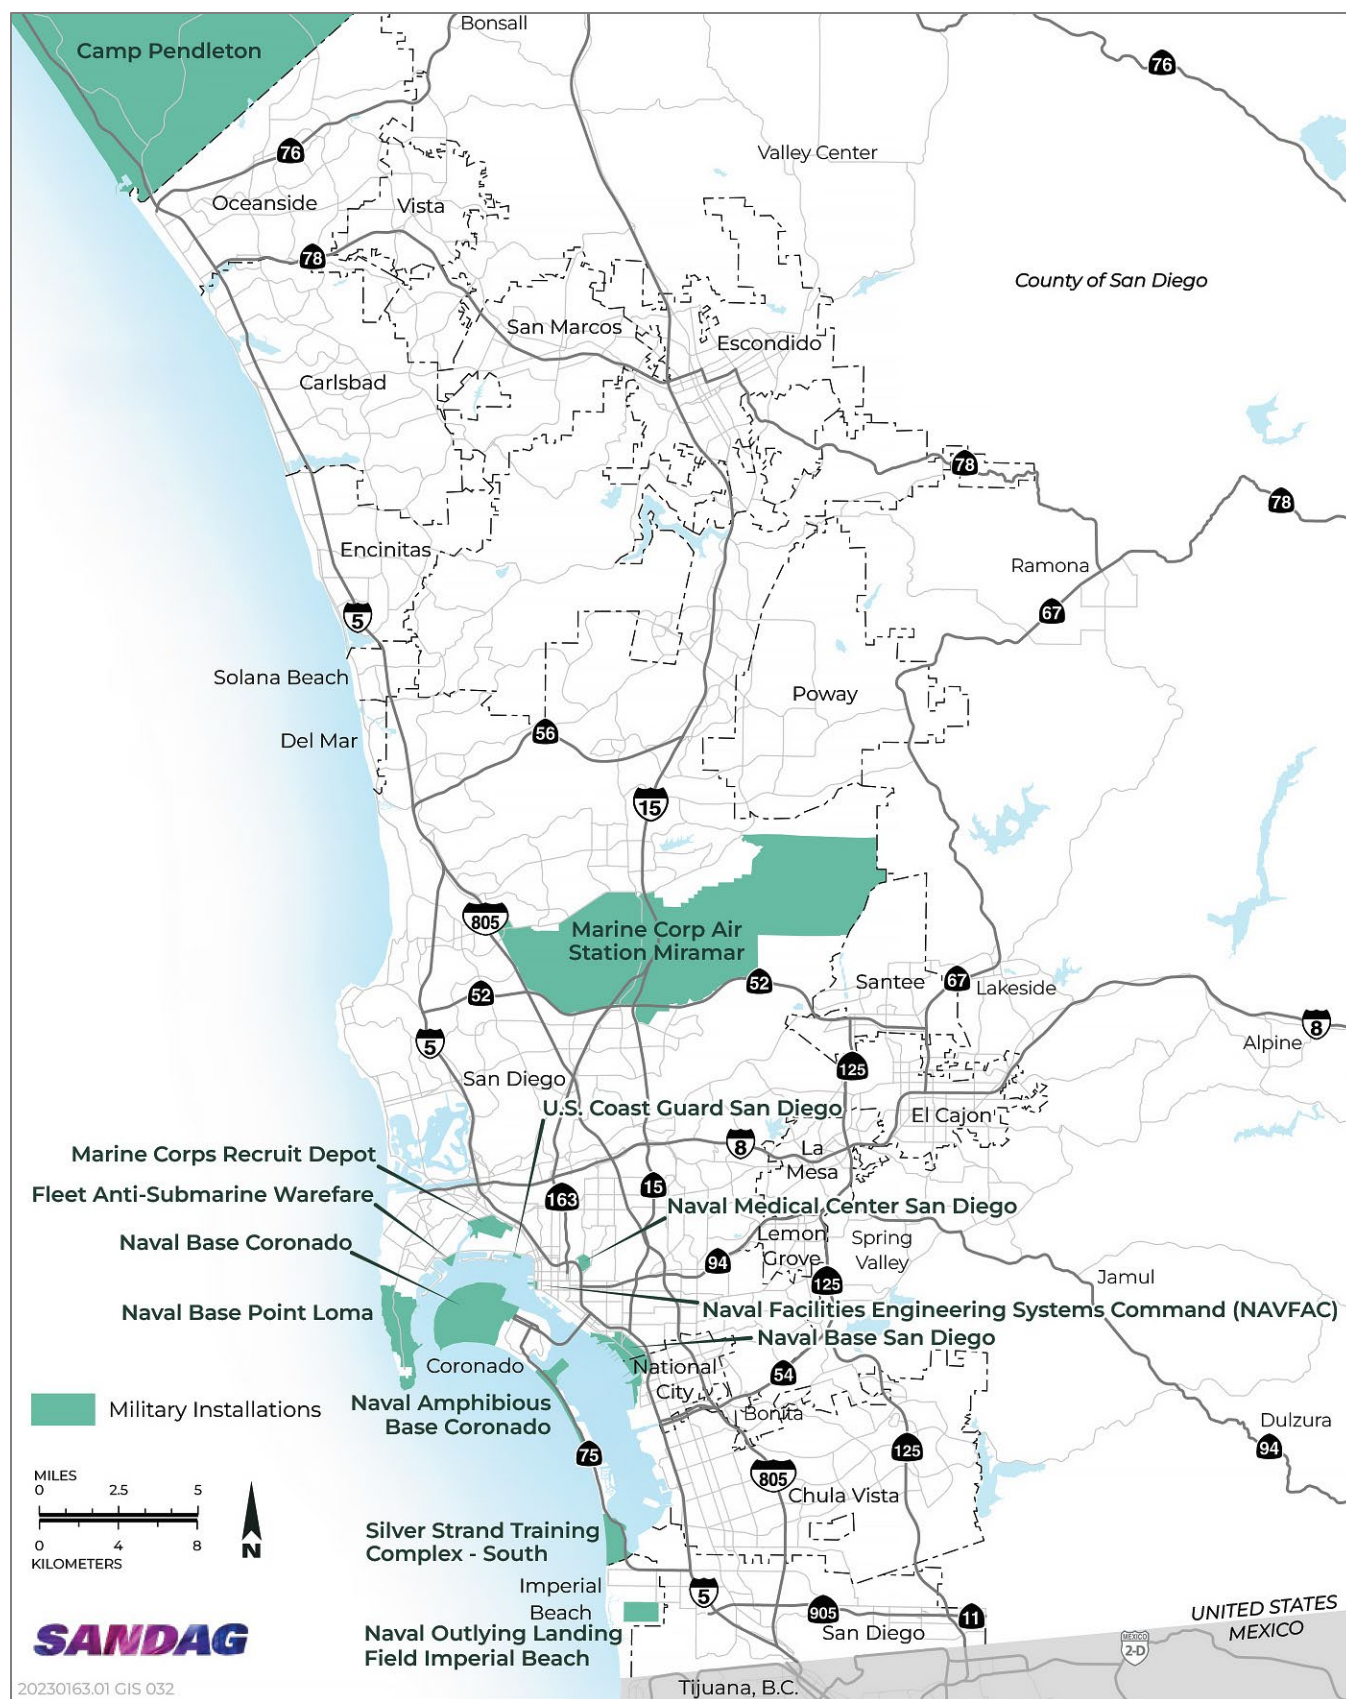 Bonsall
Camp Pendleton
76
76
Valley Center
Oceanside
Vista
78
County of San Diego
San Marcos
Escondido
Carlsbad
78
78
Encinitas
Ramona
67
5
Solana Beach
Poway
56
Del Mar
15
805
Marine Corp Air
Station Miramar
52
52
Santee
67
Lakeside
8
5
Alpine
125
San Diego
U.S. Coast Guard San Diego
El Cajon
8
La
Mesa
Marine Corps Recruit Depot
Fleet Anti-Submarine Warefare
163
15
Naval Medical Center San Diego
Naval Base Coronado
Lemon
Grove
Spring
Valley
94
125
Jamul
Naval Base Point Loma
Naval Facilities Engineering Systems Command (NAVFAC)
Naval Base San Diego
Coronado
National
City
54
Military Installations
Naval Amphibious
Base Coronado
Bonita
Dulzura
94
125
75
MILES
0 2.5 5
805
Chula Vista
0 4 8
KILOMETERS
N
Silver Strand Training
Complex - South
Imperial
Beach
5
905
11
UNITED STATES
MEXICO
SANDAG
Naval Outlying Landing
Field Imperial Beach
San Diego
MEXICO
2-D
20230163.01 GIS 032
Tijuana, B.C.